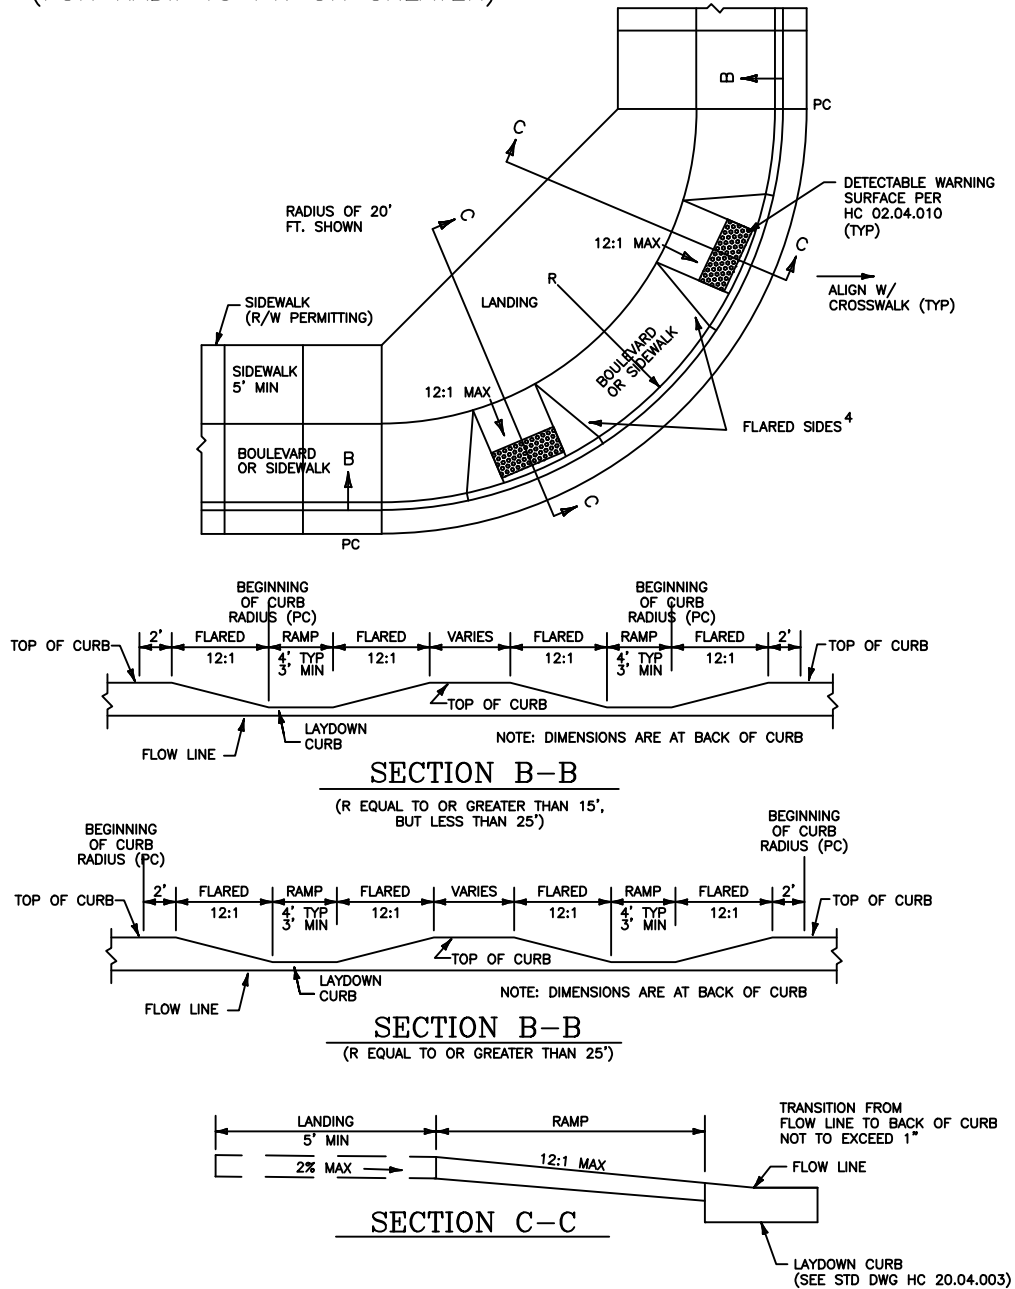 PC
B
C
DETECTABLE WARNING
SURFACE PER
HC 02.04.010
(TYP)
RADIUS OF 20'
FT. SHOWN
C
12:1 MAX
C
ALIGN W/
CROSSWALK (TYP)
R
LANDING
SIDEWALK
(R/W PERMITTING)
BOULEVARD
OR SIDEWALK
SIDEWALK
5' MIN
12:1 MAX
FLARED SIDES 4
BOULEVARD
OR SIDEWALK
B
C
PC
BEGINNING
OF CURB
RADIUS (PC)
BEGINNING
OF CURB
RADIUS (PC)
TOP OF CURB
2'
FLARED
12:1
RAMP
4' TYP
3' MIN
FLARED
12:1
VARIES
FLARED
12:1
RAMP
4' TYP
3' MIN
FLARED
12:1
2'
TOP OF CURB
TOP OF CURB
LAYDOWN
CURB
FLOW LINE
NOTE: DIMENSIONS ARE AT BACK OF CURB
SECTION B-B
(R EQUAL TO OR GREATER THAN 15',
BUT LESS THAN 25')
BEGINNING
OF CURB
RADIUS (PC)
BEGINNING
OF CURB
RADIUS (PC)
TOP OF CURB
2'
FLARED
12:1
RAMP
4' TYP
3' MIN
FLARED
12:1
VARIES
FLARED
12:1
RAMP
4' TYP
3' MIN
FLARED
12:1
2'
TOP OF CURB
TOP OF CURB
LAYDOWN
CURB
FLOW LINE
NOTE: DIMENSIONS ARE AT BACK OF CURB
SECTION B-B
(R EQUAL TO OR GREATER THAN 25')
LANDING
5' MIN
RAMP
TRANSITION FROM
FLOW LINE TO BACK OF CURB
NOT TO EXCEED 1"
2% MAX
12:1 MAX
FLOW LINE
SECTION C-C
LAYDOWN CURB
(SEE STD DWG HC 20.04.003)